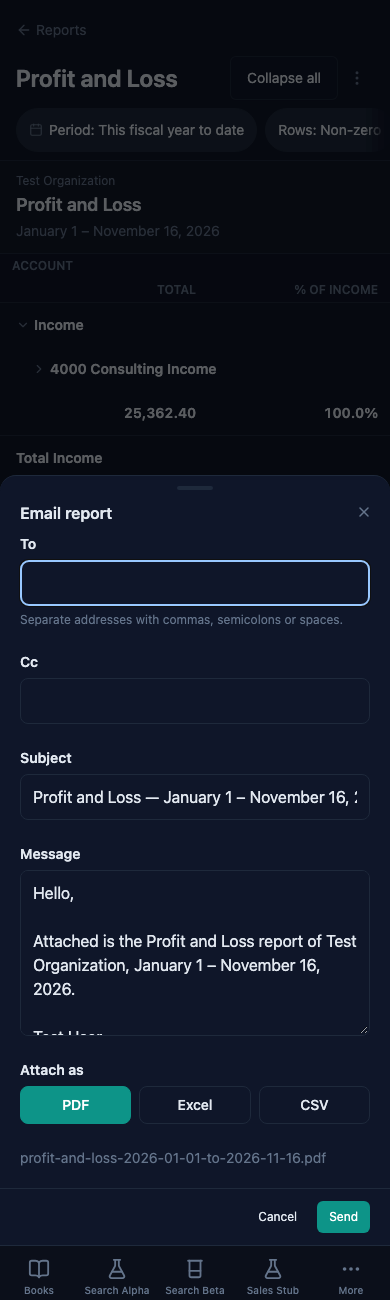 Reports
Profit and Loss
Collapse all
Period: This fiscal year to date
Rows: Non-zero
Test Organization
Profit and Loss
January 1 – November 16, 2026
ACCOUNT
TOTAL % OF INCOME
Income
4000 Consulting Income
25,362.40 100.0%
Total Income
Email report
To
Separate addresses with commas, semicolons or spaces.
Cc
Subject
Profit and Loss — January 1 – November 16,
Message
Hello,
Attached is the Profit and Loss report of Test
Organization, January 1 – November 16,
2026.
Test User
Attach as
PDF Excel CSV
profit-and-loss-2026-01-01-to-2026-11-16.pdf
Cancel Send
Books Search Alpha Search Beta Sales Stub More